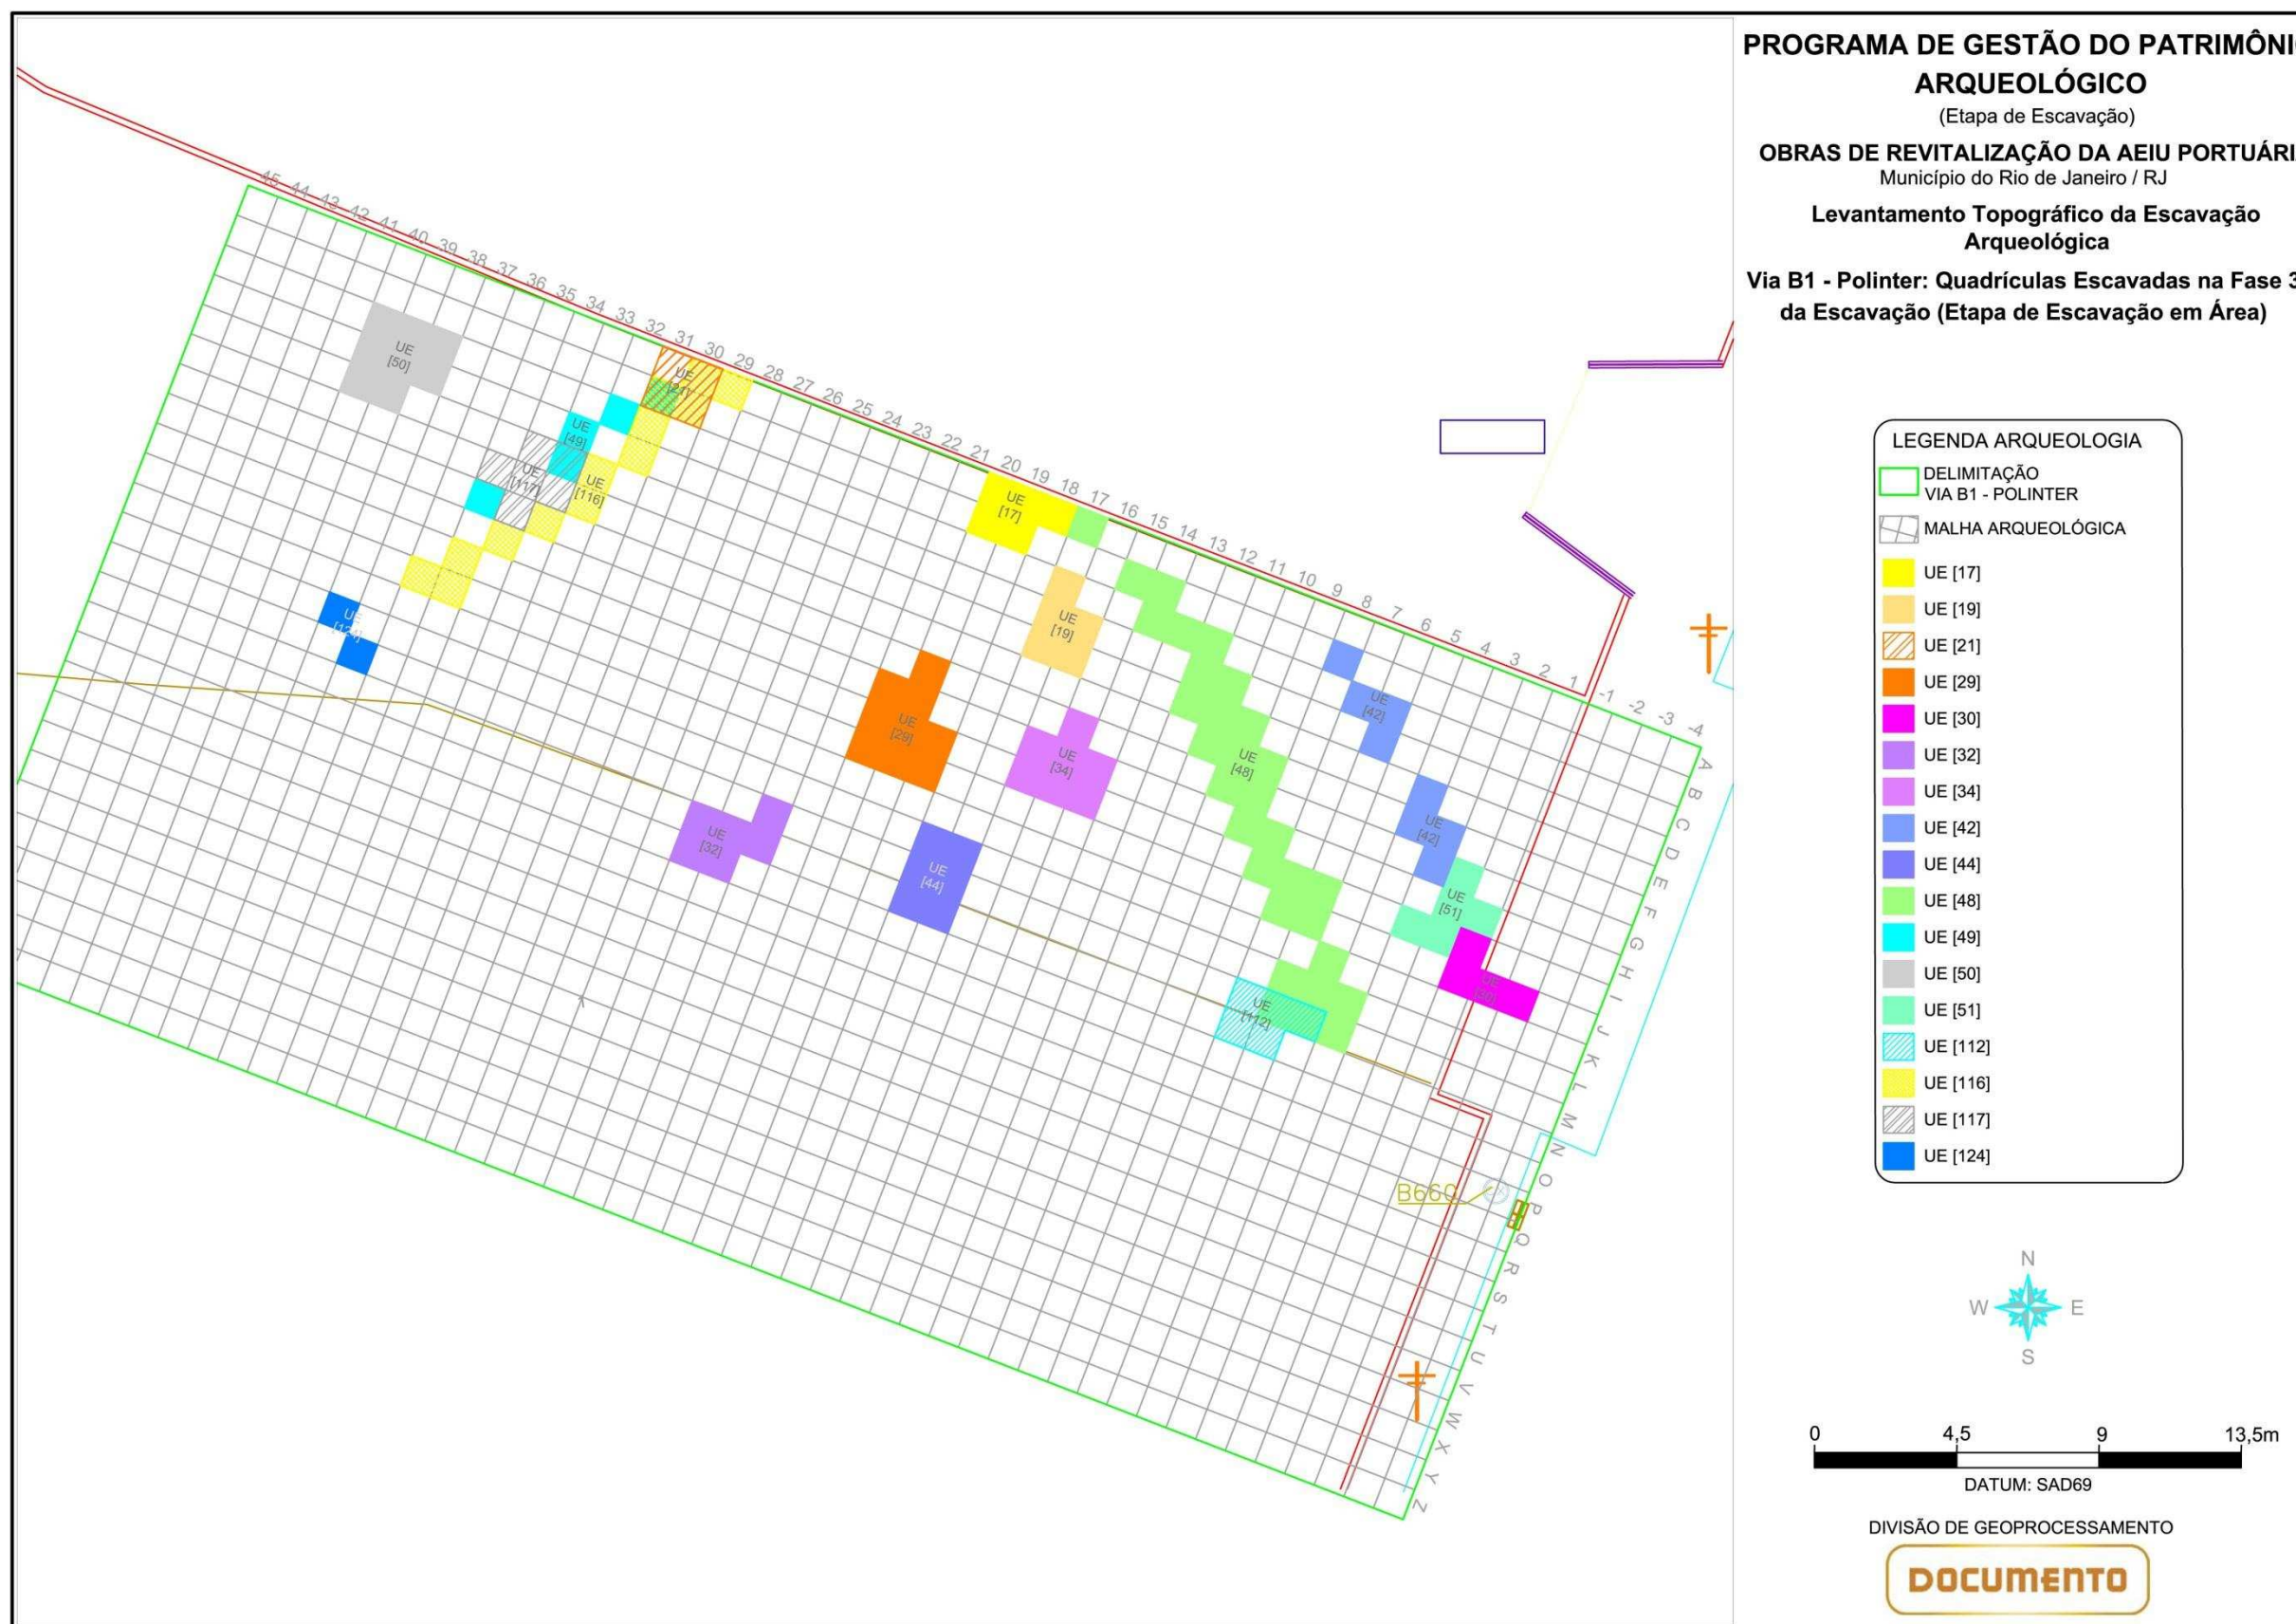 PROGRAMA DE GESTÃO DO PATRIMÔNI
ARQUEOLÓGICO
(Etapa de Escavação)
OBRAS DE REVITALIZAÇÃO DA AEIU PORTUÁRI
Município do Rio de Janeiro / RJ
Levantamento Topográfico da Escavação
Arqueológica
Via B1 - Polinter: Quadrículas Escavadas na Fase 3
da Escavação (Etapa de Escavação em Área)
45 44 43 42 41 40 39 38 37 36 35 34 33 32 31 30 29 28 27 26 25 24 23 22 21 20 19 18 17 16 15 14 13 12 11 10 9 8 7 6 5 4 3 2 1 -1 -2 -3 -4
A
B
C
D
E
F
G
H
I
J
K
L
M
N
O
P
Q
R
S
T
U
V
W
X
Y
Z
UE
[50]
UE
[21]
UE
[49]
UE
[117]
UE
[116]
UE
[124]
UE
[17]
UE
[19]
UE
[29]
UE
[34]
UE
[32]
UE
[44]
UE
[48]
UE
[42]
UE
[42]
UE
[51]
UE
[30]
UE
[112]
B660
LEGENDA ARQUEOLOGIA
DELIMITAÇÃO
VIA B1 - POLINTER
MALHA ARQUEOLÓGICA
UE [17]
UE [19]
UE [21]
UE [29]
UE [30]
UE [32]
UE [34]
UE [42]
UE [44]
UE [48]
UE [49]
UE [50]
UE [51]
UE [112]
UE [116]
UE [117]
UE [124]
N
W E
S
0 4,5 9 13,5m
DATUM: SAD69
DIVISÃO DE GEOPROCESSAMENTO
DOCUMENTO